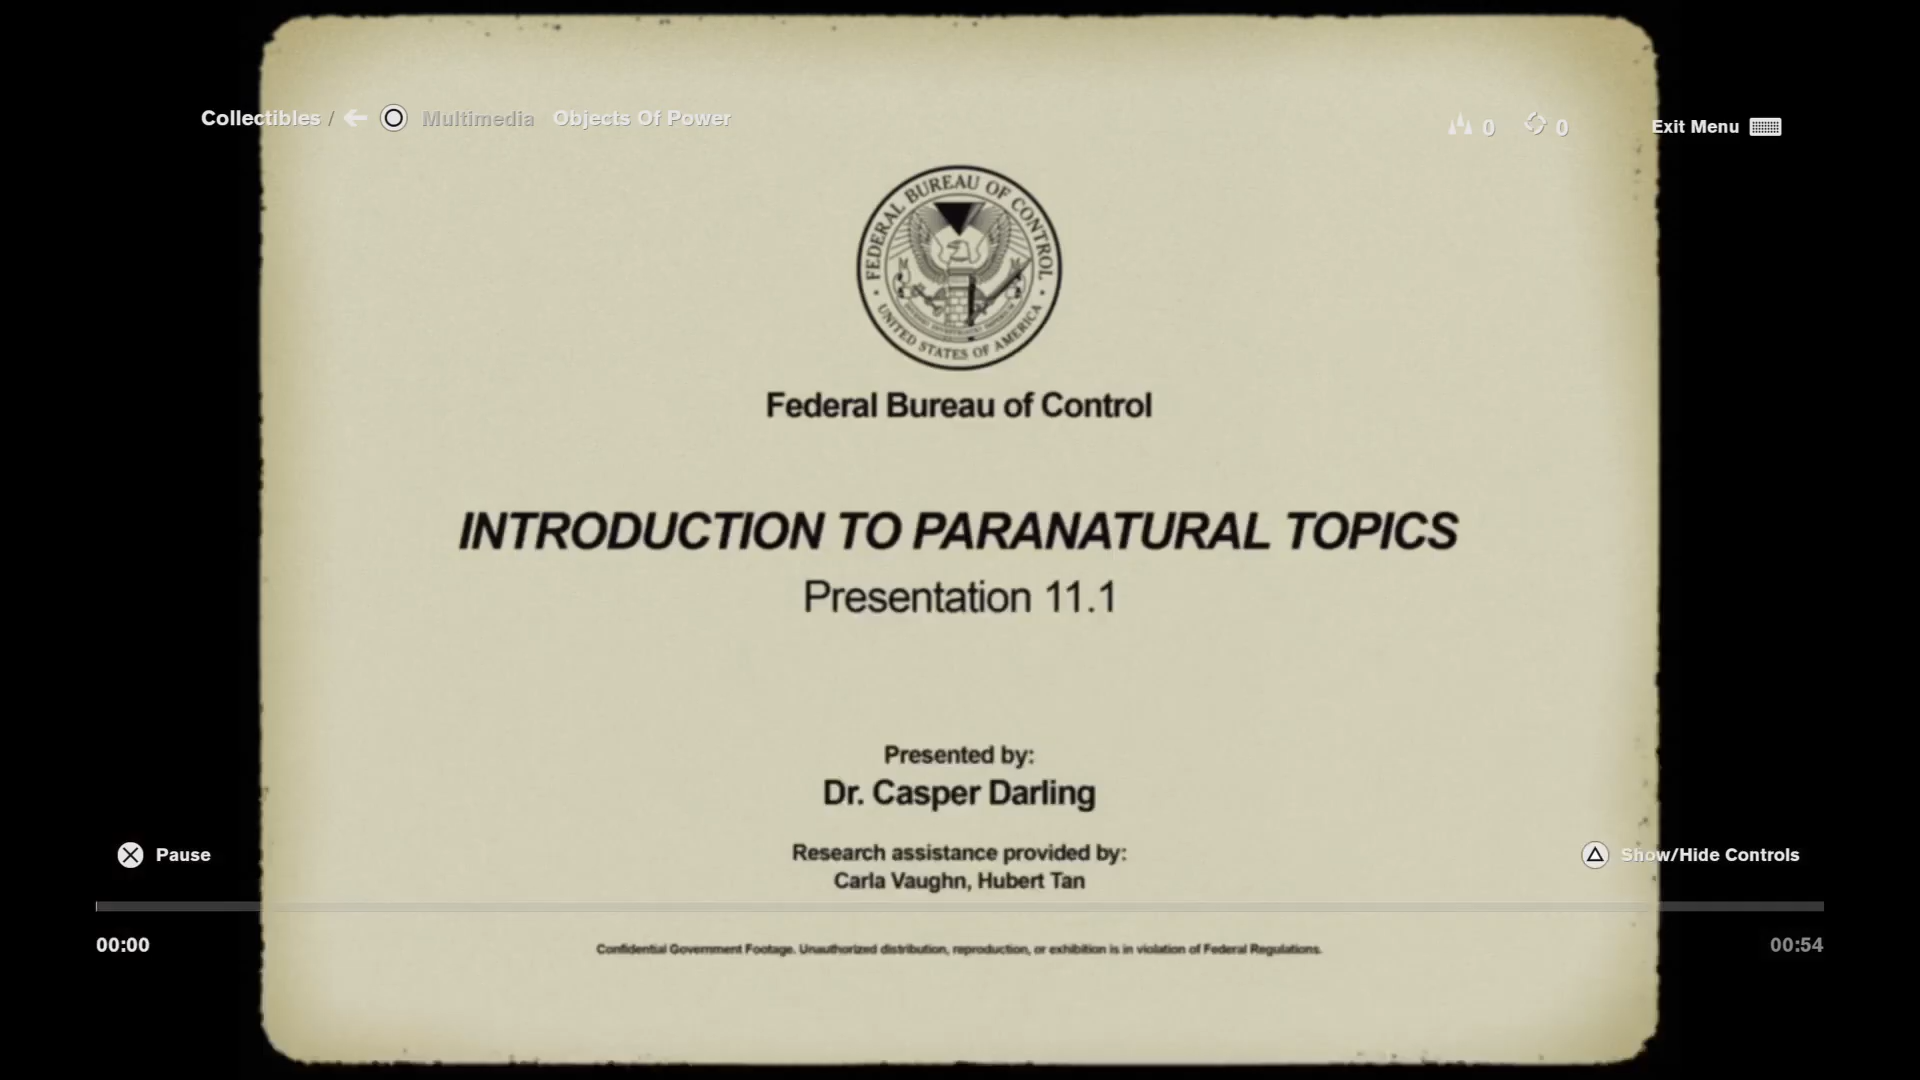 Collectibles / Multimedia Objects Of Power
0 0 Exit Menu
FEDERAL BUREAU OF CONTROL
UNITED STATES OF AMERICA
Federal Bureau of Control
INTRODUCTION TO PARANATURAL TOPICS
Presentation 11.1
Presented by:
Dr. Casper Darling
Pause
Show/Hide Controls
Research assistance provided by:
Carla Vaughn, Hubert Tan
00:00
00:54
Confidential Government Footage. Unauthorized distribution, reproduction, or exhibition is in violation of Federal Regulations.